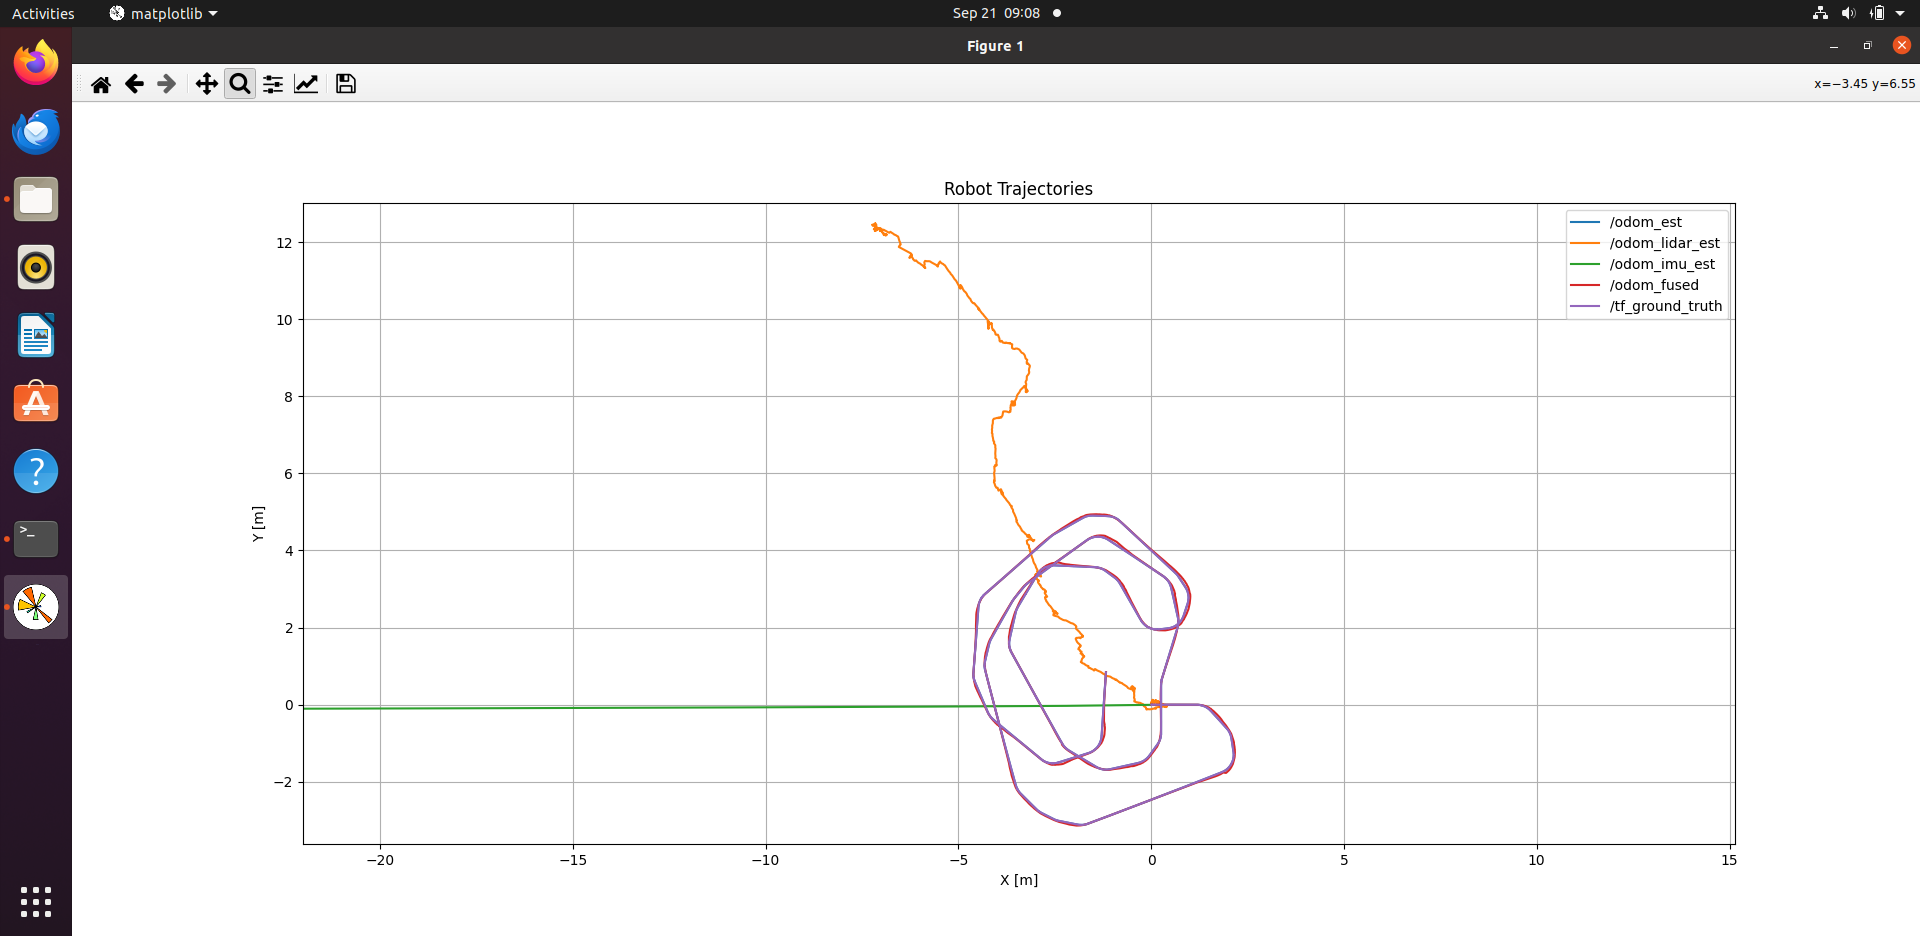 Activities
matplotlib
Sep 21 09:08
Figure 1
x=−3.45 y=6.55
Robot Trajectories
/odom_est
/odom_lidar_est
/odom_imu_est
/odom_fused
/tf_ground_truth
12
10
8
6
4
2
0
−2
Y [m]
−20
−15
−10
−5
0
5
10
15
X [m]
>_
?